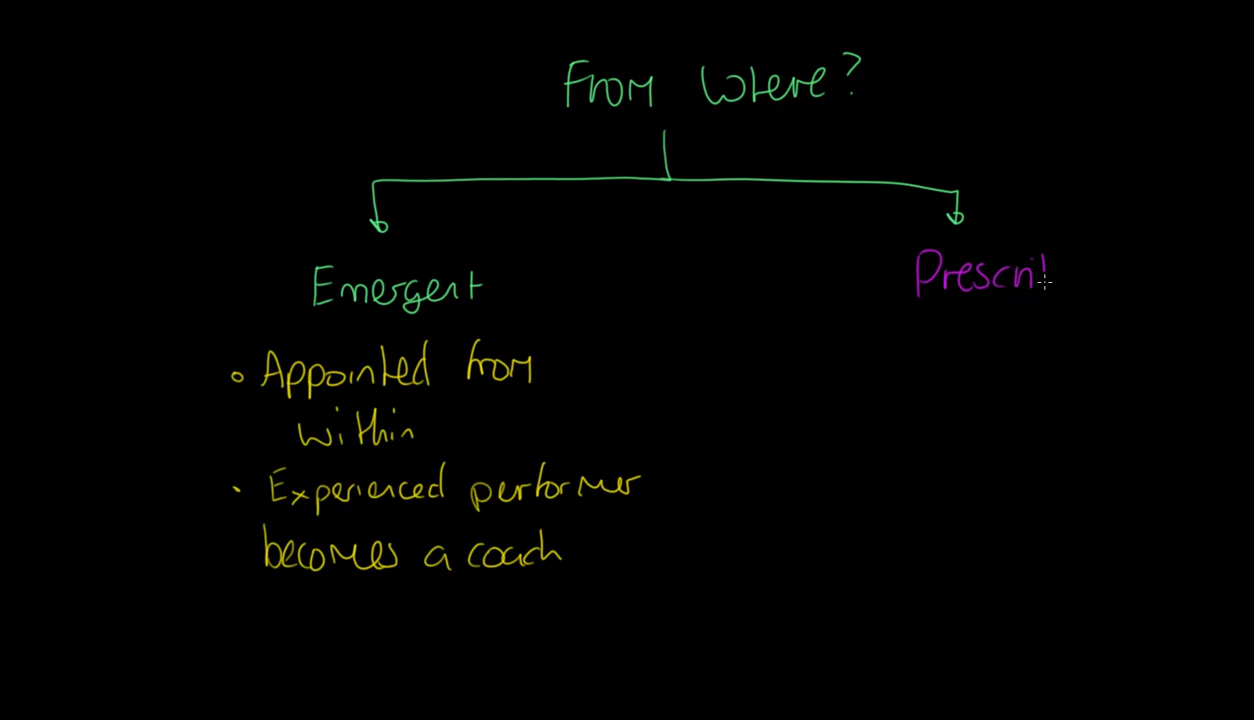 From Where?
Emergent
Prescri
• Appointed from
within
• Experienced performer
becomes a coach